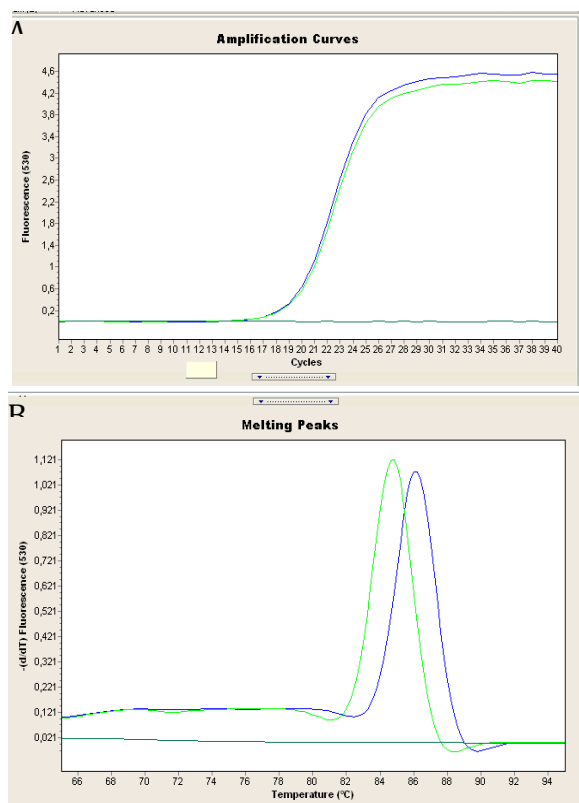 A
Amplification Curves
Fluorescence (530)
4,6
3,8
3,4
3
2,6
2,2
1,8
1,4
1
0,6
0,2
1 2 3 4 5 6 7 8 9 10 11 12 13 14 15 16 17 18 19 20 21 22 23 24 25 26 27 28 29 30 31 32 33 34 35 36 37 38 39 40
Cycles
B
Melting Peaks
-(d/dT) Fluorescence (530)
1,121
1,021
0,921
0,821
0,721
0,621
0,521
0,421
0,321
0,221
0,121
0,021
66 68 70 72 74 76 78 80 82 84 86 88 90 92 94
Temperature (°C)